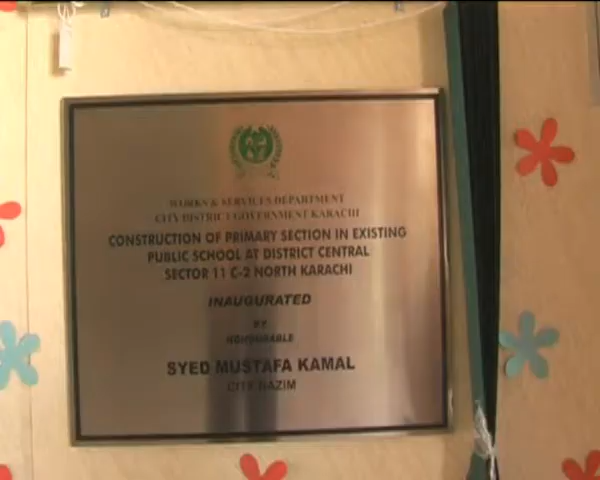 WORKS & SERVICES DEPARTMENT
CITY DISTRICT GOVERNMENT KARACHI
CONSTRUCTION OF PRIMARY SECTION IN EXISTING
PUBLIC SCHOOL AT DISTRICT CENTRAL
SECTOR 11 C-2 NORTH KARACHI
INAUGURATED
BY
HONOURABLE
SYED MUSTAFA KAMAL
CITY NAZIM